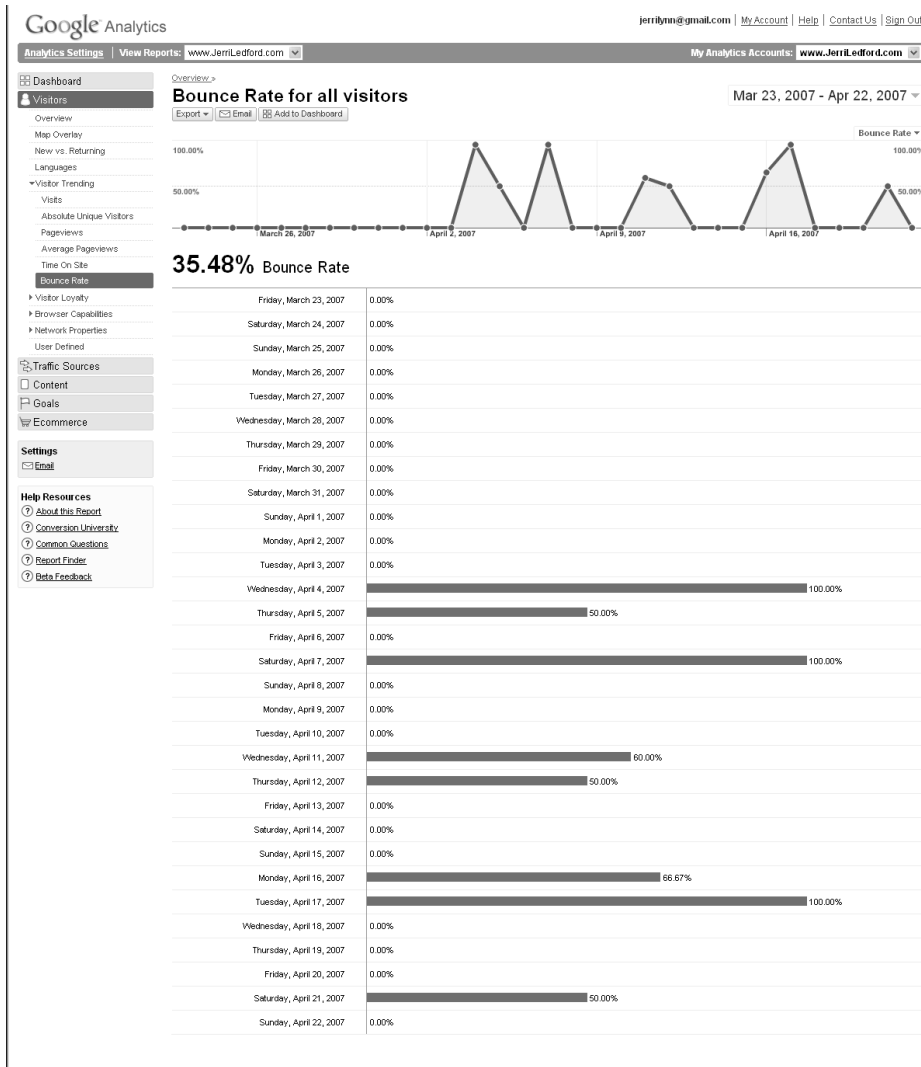 Google Analytics
jerrilynn@gmail.com | My Account | Help | Contact Us | Sign Out
Analytics Settings | View Reports: www.JerriLedford.com
My Analytics Accounts: www.JerriLedford.com
Dashboard
Visitors
Overview
Map Overlay
New vs. Returning
Languages
Visitor Trending
Visits
Absolute Unique Visitors
Pageviews
Average Pageviews
Time On Site
Bounce Rate
Visitor Loyalty
Browser Capabilities
Network Properties
User Defined
Traffic Sources
Content
Goals
Ecommerce
Settings
Email
Help Resources
About this Report
Conversion University
Common Questions
Report Finder
Beta Feedback
Overview »
Bounce Rate for all visitors
Mar 23, 2007 - Apr 22, 2007
Export Email Add to Dashboard
Bounce Rate
100.00% 100.00%
50.00% 50.00%
March 26, 2007 April 2, 2007 April 9, 2007 April 16, 2007
35.48% Bounce Rate
Friday, March 23, 2007 0.00%
Saturday, March 24, 2007 0.00%
Sunday, March 25, 2007 0.00%
Monday, March 26, 2007 0.00%
Tuesday, March 27, 2007 0.00%
Wednesday, March 28, 2007 0.00%
Thursday, March 29, 2007 0.00%
Friday, March 30, 2007 0.00%
Saturday, March 31, 2007 0.00%
Sunday, April 1, 2007 0.00%
Monday, April 2, 2007 0.00%
Tuesday, April 3, 2007 0.00%
Wednesday, April 4, 2007 100.00%
Thursday, April 5, 2007 50.00%
Friday, April 6, 2007 0.00%
Saturday, April 7, 2007 100.00%
Sunday, April 8, 2007 0.00%
Monday, April 9, 2007 0.00%
Tuesday, April 10, 2007 0.00%
Wednesday, April 11, 2007 60.00%
Thursday, April 12, 2007 50.00%
Friday, April 13, 2007 0.00%
Saturday, April 14, 2007 0.00%
Sunday, April 15, 2007 0.00%
Monday, April 16, 2007 66.67%
Tuesday, April 17, 2007 100.00%
Wednesday, April 18, 2007 0.00%
Thursday, April 19, 2007 0.00%
Friday, April 20, 2007 0.00%
Saturday, April 21, 2007 50.00%
Sunday, April 22, 2007 0.00%